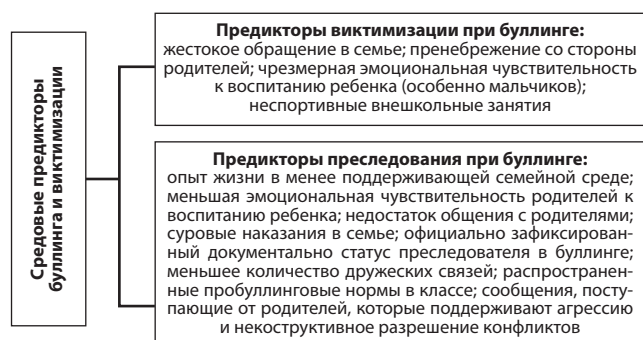 Средовые предикторы
буллинга и виктимизации
Предикторы виктимизации при буллинге:
жестокое обращение в семье; пренебрежение со стороны
родителей; чрезмерная эмоциональная чувствительность
к воспитанию ребенка (особенно мальчиков);
неспортивные внешкольные занятия
Предикторы преследования при буллинге:
опыт жизни в менее поддерживающей семейной среде;
меньшая эмоциональная чувствительность родителей к
воспитанию ребенка; недостаток общения с родителями;
суровые наказания в семье; официально зафиксирован-
ный документально статус преследователя в буллинге;
меньшее количество дружеских связей; распространен-
ные пробуллинговые нормы в классе; сообщения, посту-
пающие от родителей, которые поддерживают агрессию
и некоструктивное разрешение конфликтов